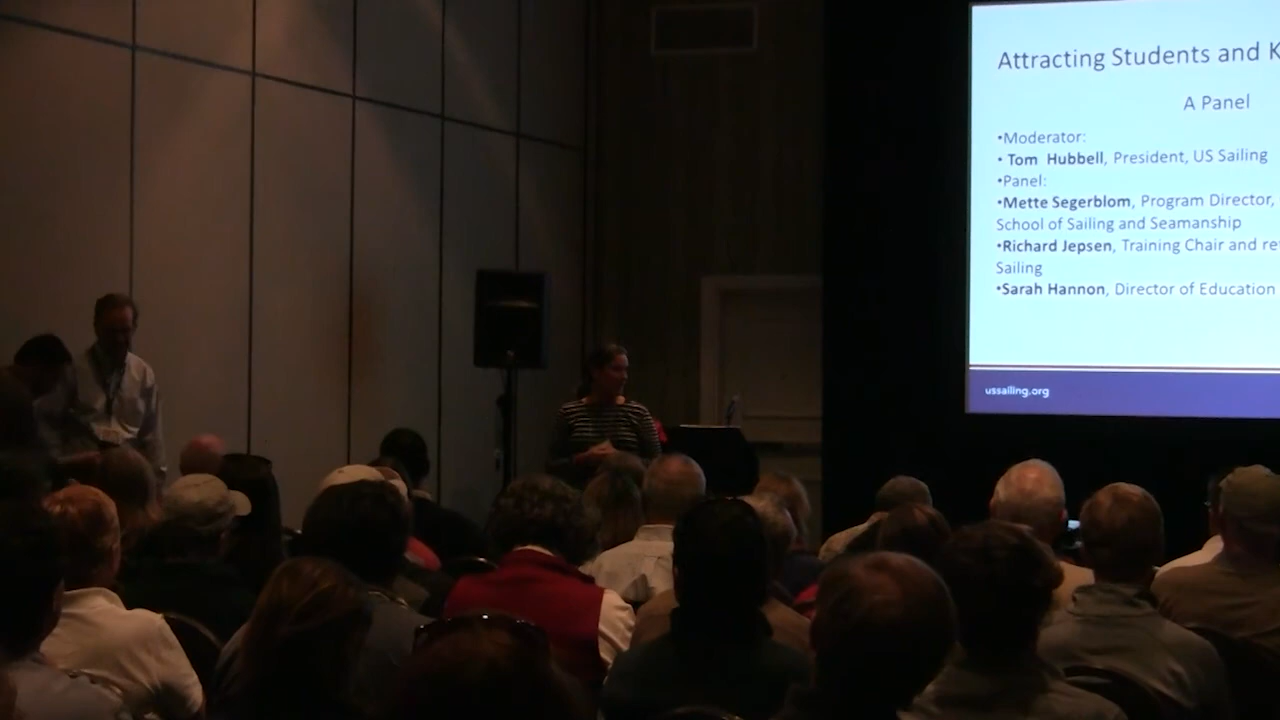 Attracting Students and K
A Panel
•Moderator:
• Tom Hubbell, President, US Sailing
•Panel:
•Mette Segerblom, Program Director,
School of Sailing and Seamanship
•Richard Jepsen, Training Chair and re
Sailing
•Sarah Hannon, Director of Education
ussailing.org